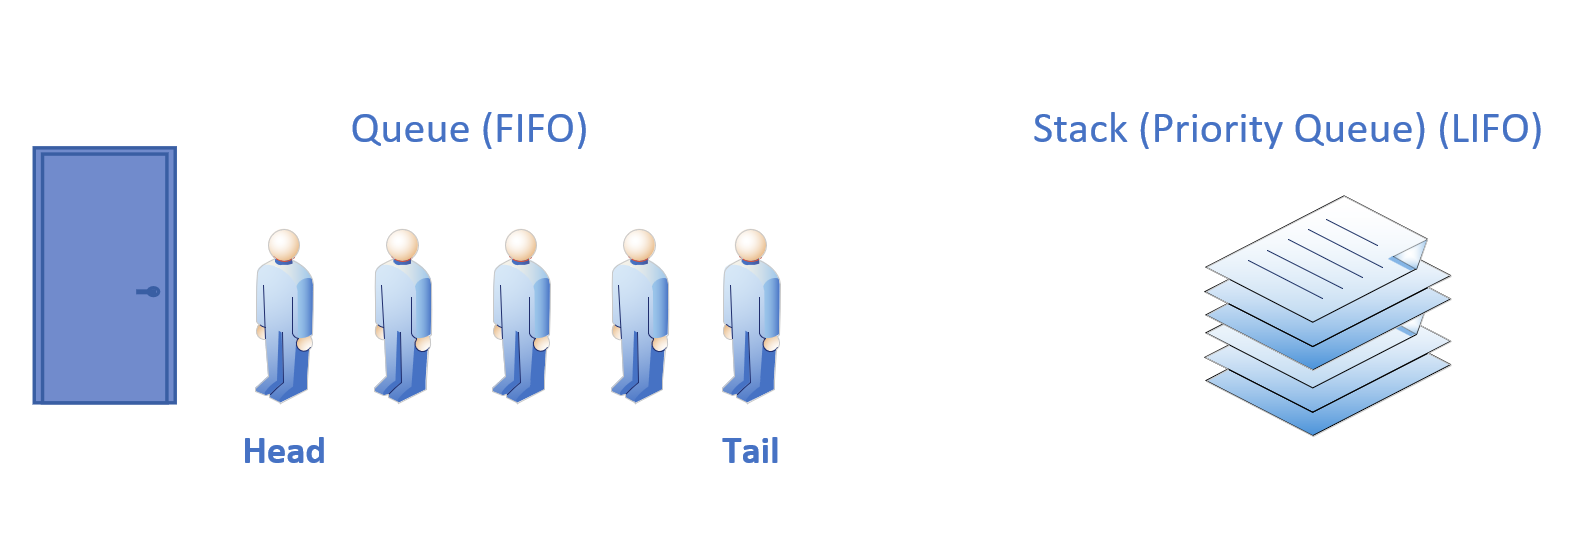 Queue (FIFO)
Stack (Priority Queue) (LIFO)
Head
Tail